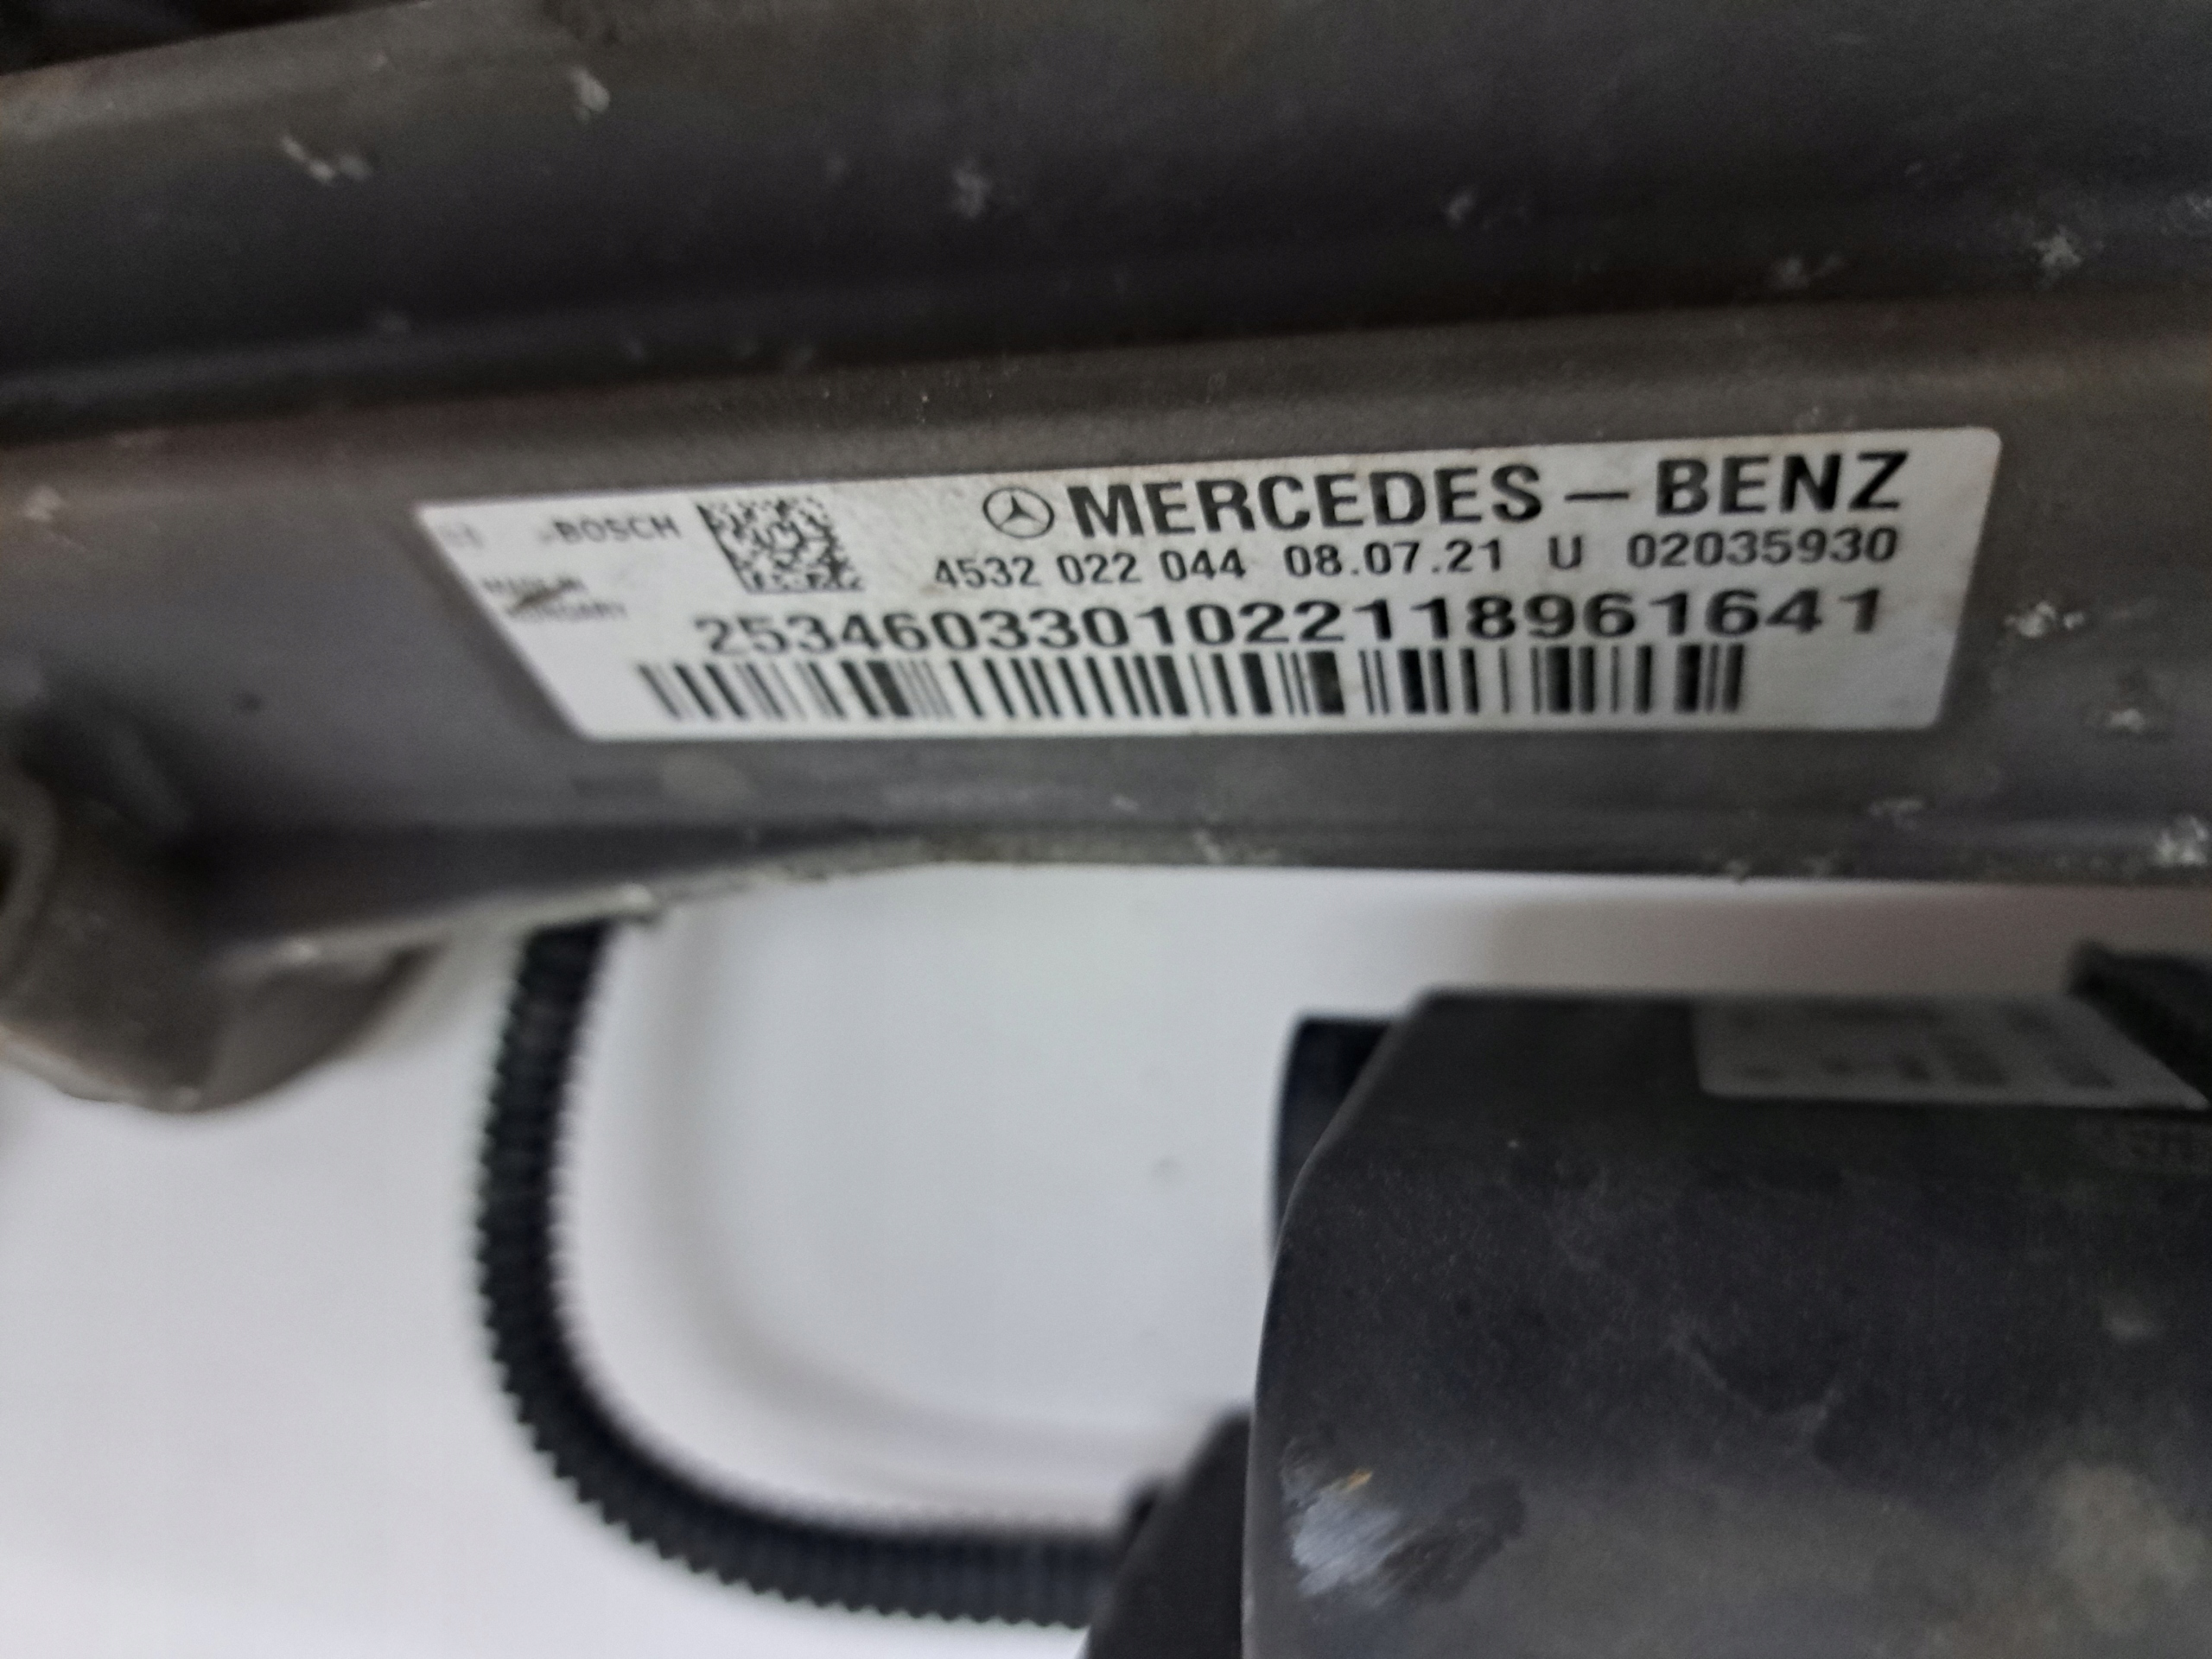 BOSCH
MERCEDES – BENZ
4532 022 044 08.07.21 U 02035930
2534603301022118961641